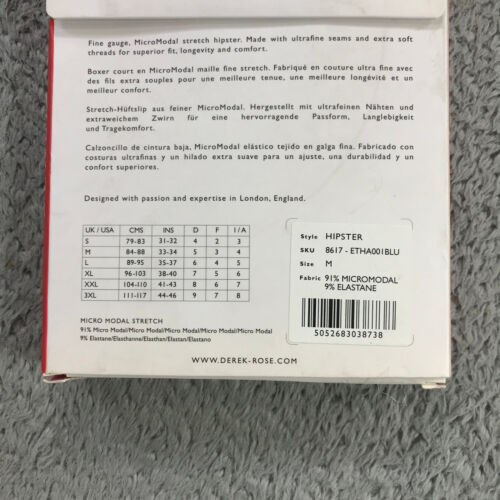 Fine gauge, MicroModal stretch hipster. Made with ultrafine seams and extra soft
threads for superior fit, longevity and comfort.
Boxer court en MicroModal maille fine stretch. Fabriqué en couture ultra fine avec
des fils extra souples pour une meilleure tenue, une meilleure longévité et un
meilleur confort.
Stretch-Hüftslip aus feiner MicroModal. Hergestellt mit ultrafeinen Nähten und
extraweichem Zwirn für eine hervorragende Passform, Langlebigkeit
und Tragekomfort.
Calzoncillo de cintura baja, MicroModal elástico tejido en galga fina. Fabricado con
costuras ultrafinas y un hilado extra suave para un ajuste, una durabilidad y un
confort superiores.
Designed with passion and expertise in London, England.
UK / USA CMS INS D F I / A
S 79-83 31-32 4 2 3
M 84-88 33-34 5 3 4
L 89-95 35-37 6 4 5
XL 96-103 38-40 7 5 6
XXL 104-110 41-43 8 6 7
3XL 111-117 44-46 9 7 8
Style HIPSTER
SKU 8617 - ETHA001BLU
Size M
Fabric 91% MICROMODAL
9% ELASTANE
5052683038738
MICRO MODAL STRETCH
91% Micro Modal/Micro Modal/Micro Modal/Micro Modal/Micro Modal
9% Elastane/Elasthanne/Elasthan/Elastan/Elastano
WWW.DEREK-ROSE.COM